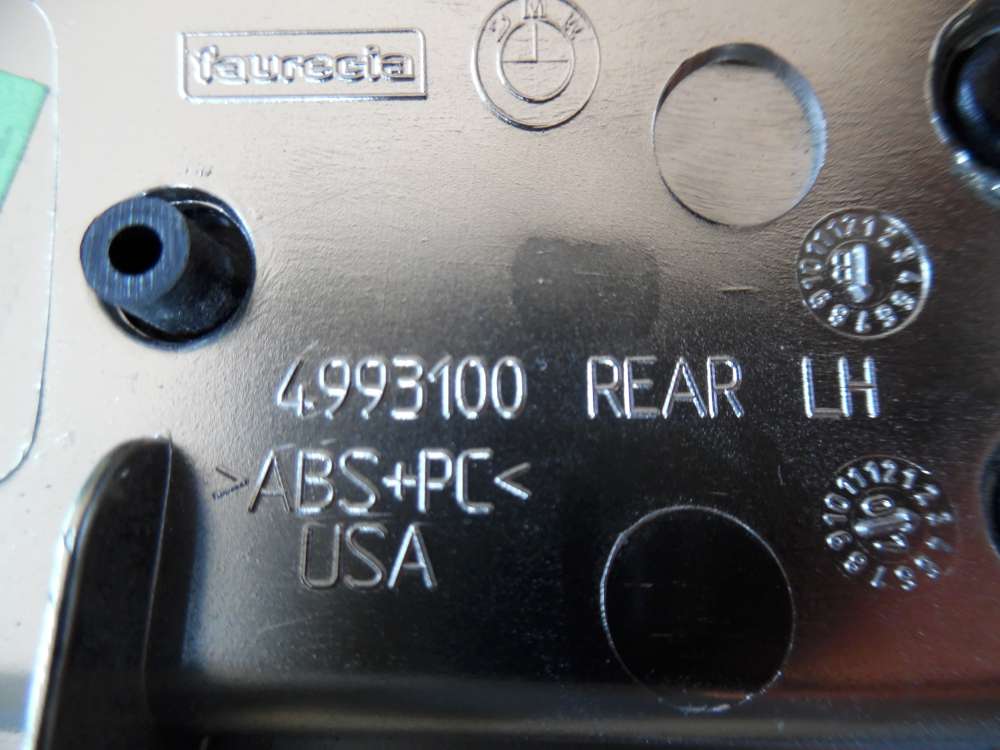 faurecia
BMW
4993100 REAR LH
>ABS+PC<
USA